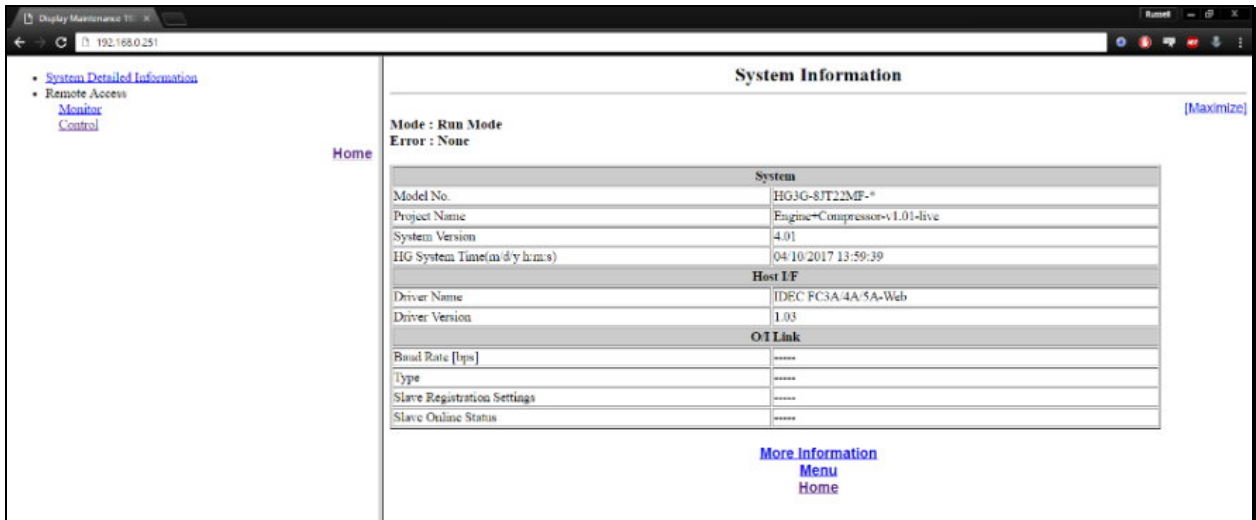 Display Maintenance
Russell
192.168.0.251
System Detailed Information
Remote Access
Monitor
Control
Home
System Information
[Maximize]
Mode : Run Mode
Error : None
System
Model No. HG3G-8JT22MF-*
Project Name Engine+Compressor-v1.01-live
System Version 4.01
HG System Time(m/d/y h:m:s) 04/10/2017 13:59:39
Host I/F
Driver Name IDEC FC3A/4A/5A-Web
Driver Version 1.03
O/I Link
Baud Rate [bps] -----
Type -----
Slave Registration Settings -----
Slave Online Status -----
More Information
Menu
Home